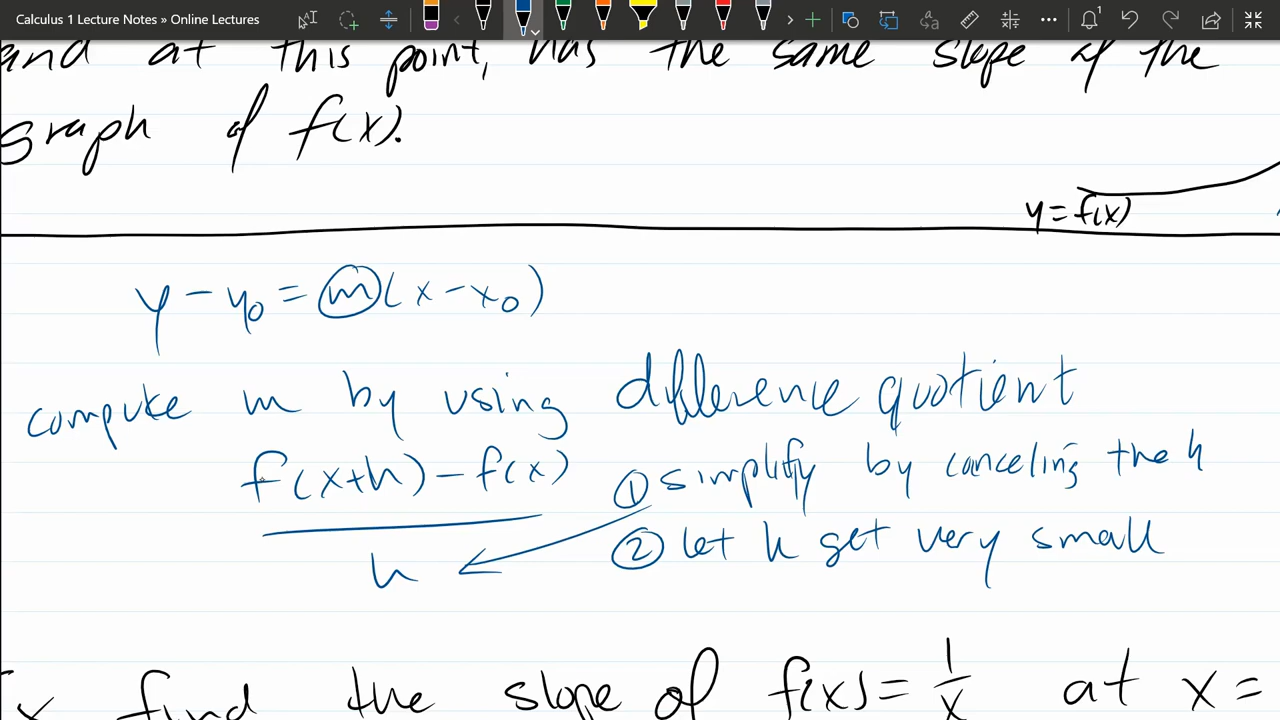 Calculus 1 Lecture Notes » Online Lectures
and at this point, has the same slope of the
graph of f(x).
y = f(x)
y - y₀ = m(x - x₀)
compute m by using difference quotient
f(x+h) - f(x)
h
① simplify by canceling the h
② let h get very small
find the slope of f(x) = 1/x at x =